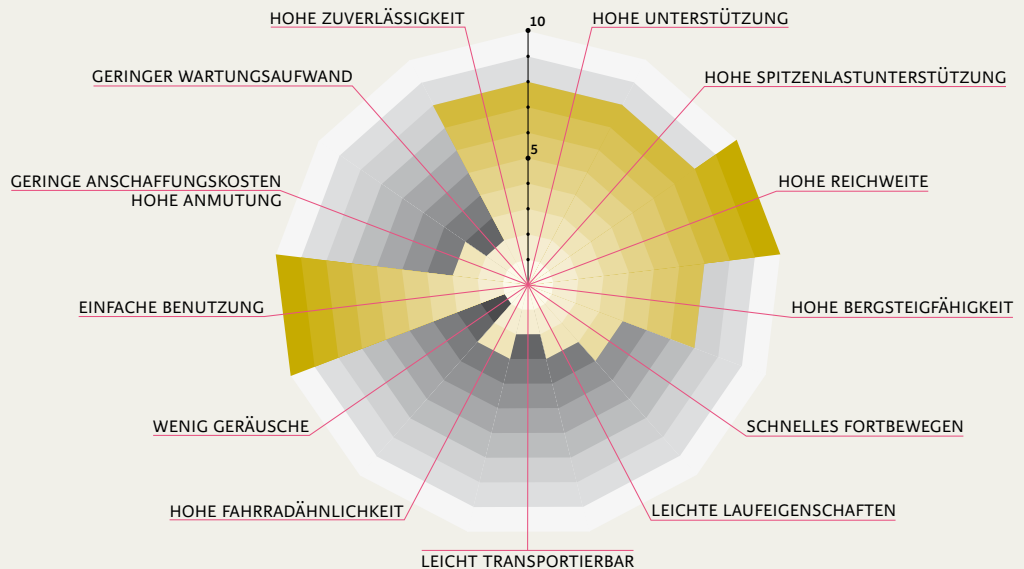 HOHE ZUVERLÄSSIGKEIT
10
HOHE UNTERSTÜTZUNG
GERINGER WARTUNGSAUFWAND
HOHE SPITZENLASTUNTERSTÜTZUNG
5
GERINGE ANSCHAFFUNGSKOSTEN
HOHE ANMUTUNG
HOHE REICHWEITE
EINFACHE BENUTZUNG
HOHE BERGSTEIGFÄHIGKEIT
WENIG GERÄUSCHE
SCHNELLES FORTBEWEGEN
HOHE FAHRRADÄHNLICHKEIT
LEICHTE LAUFEIGENSCHAFTEN
LEICHT TRANSPORTIERBAR